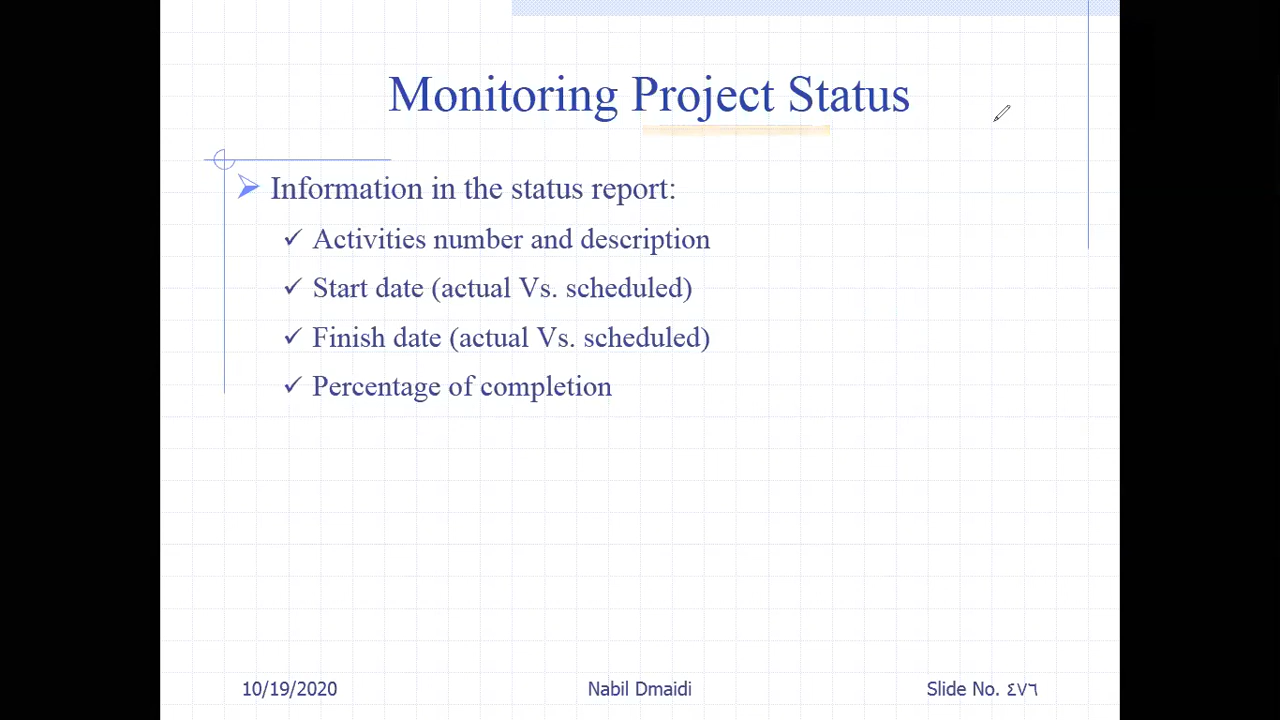 Monitoring Project Status
Information in the status report:
Activities number and description
Start date (actual Vs. scheduled)
Finish date (actual Vs. scheduled)
Percentage of completion
10/19/2020
Nabil Dmaidi
Slide No. ٤٧٦